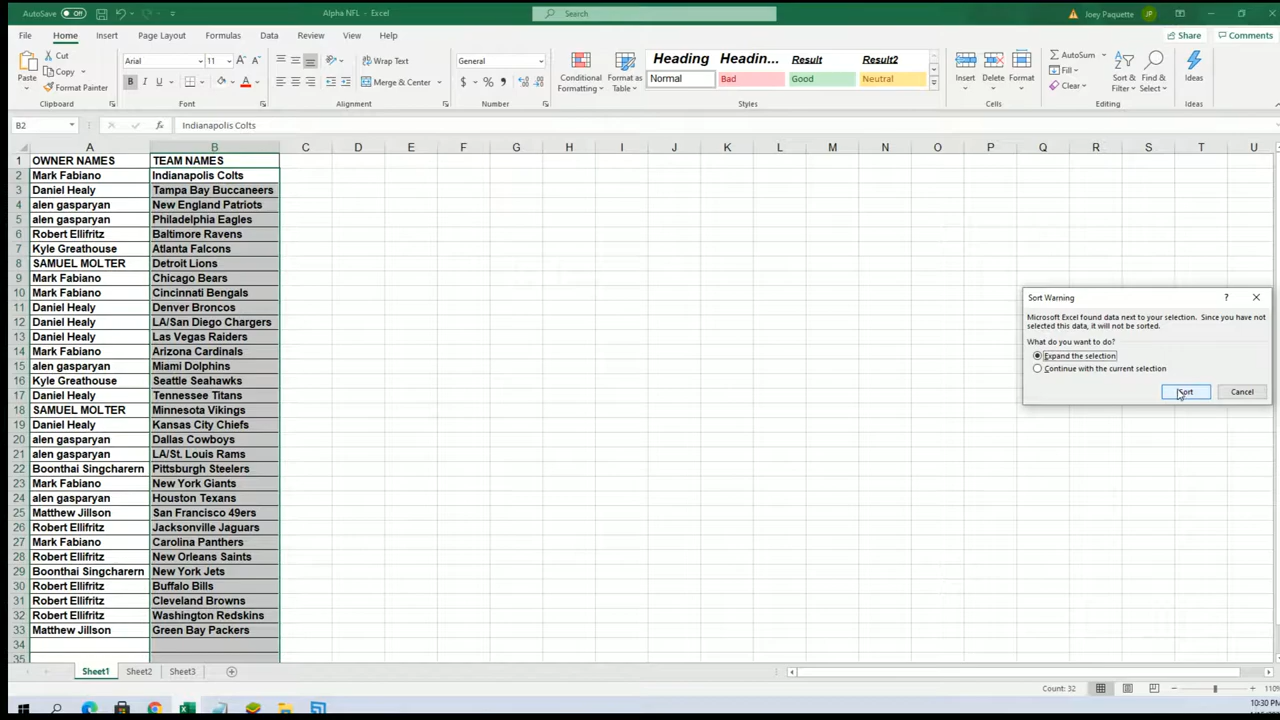 AutoSave Off
Alpha NFL - Excel
Search
Joey Paquette JP
File Home Insert Page Layout Formulas Data Review View Help
Share Comments
Paste Cut Copy Format Painter
Arial 11
B I U
Wrap Text
Merge & Center
General
$ % ,
Conditional Formatting
Format as Table
Heading Headin... Result Result2
Normal Bad Good Neutral
Insert Delete Format
AutoSum
Fill
Clear
Sort & Filter
Find & Select
Ideas
Clipboard Font Alignment Number Styles Cells Editing Ideas
B2 fx Indianapolis Colts
A B C D E F G H I J K L M N O P Q R S T U
1 OWNER NAMES TEAM NAMES
2 Mark Fabiano Indianapolis Colts
3 Daniel Healy Tampa Bay Buccaneers
4 alen gasparyan New England Patriots
5 alen gasparyan Philadelphia Eagles
6 Robert Ellifritz Baltimore Ravens
7 Kyle Greathouse Atlanta Falcons
8 SAMUEL MOLTER Detroit Lions
9 Mark Fabiano Chicago Bears
10 Mark Fabiano Cincinnati Bengals
11 Daniel Healy Denver Broncos
12 Daniel Healy LA/San Diego Chargers
13 Daniel Healy Las Vegas Raiders
14 Mark Fabiano Arizona Cardinals
15 alen gasparyan Miami Dolphins
16 Kyle Greathouse Seattle Seahawks
17 Daniel Healy Tennessee Titans
18 SAMUEL MOLTER Minnesota Vikings
19 Daniel Healy Kansas City Chiefs
20 alen gasparyan Dallas Cowboys
21 alen gasparyan LA/St. Louis Rams
22 Boonthai Singcharern Pittsburgh Steelers
23 Mark Fabiano New York Giants
24 alen gasparyan Houston Texans
25 Matthew Jillson San Francisco 49ers
26 Robert Ellifritz Jacksonville Jaguars
27 Mark Fabiano Carolina Panthers
28 Robert Ellifritz New Orleans Saints
29 Boonthai Singcharern New York Jets
30 Robert Ellifritz Buffalo Bills
31 Robert Ellifritz Cleveland Browns
32 Robert Ellifritz Washington Redskins
33 Matthew Jillson Green Bay Packers
34
35
Sort Warning ?
Microsoft Excel found data next to your selection. Since you have not
selected this data, it will not be sorted.
What do you want to do?
Expand the selection
Continue with the current selection
Sort Cancel
Sheet1 Sheet2 Sheet3
Count: 32
110%
10:30 PM